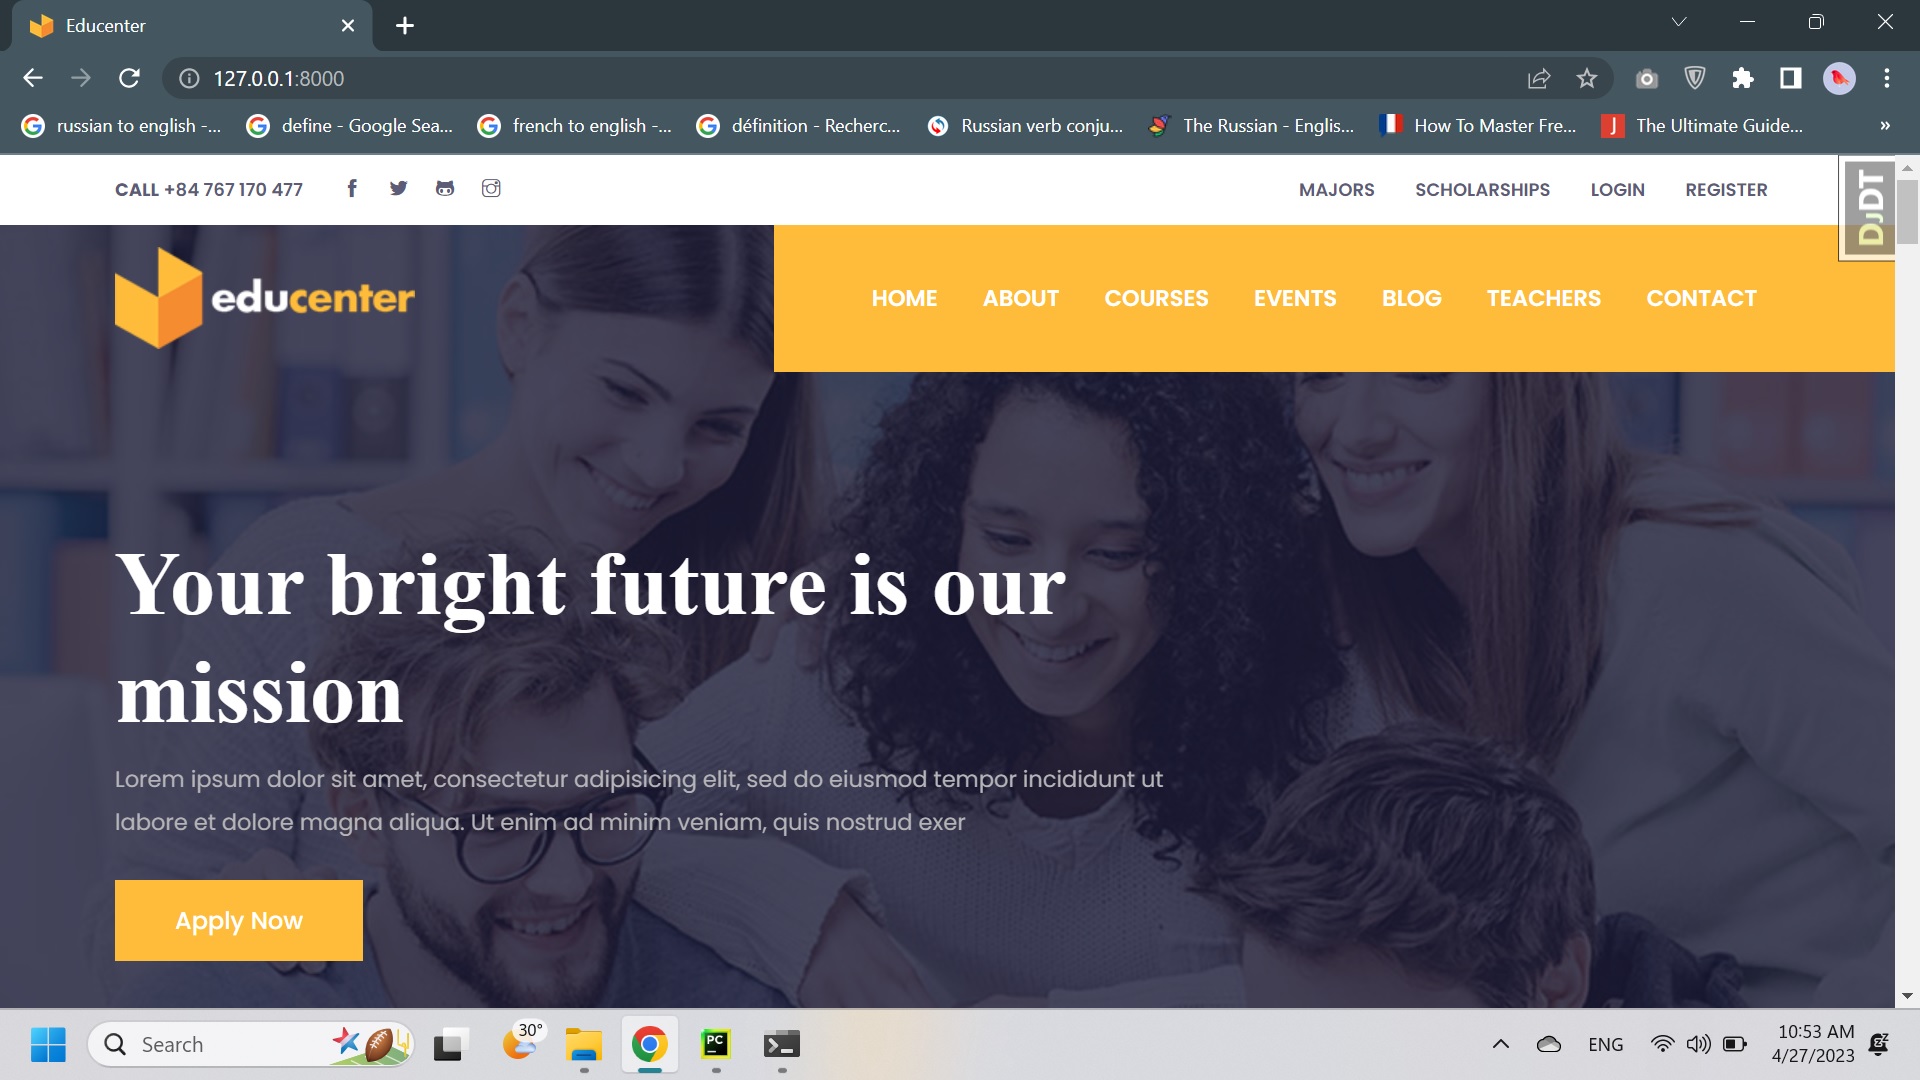 Educenter
127.0.0.1:8000
russian to english -...
define - Google Sea...
french to english -...
définition - Recherc...
Russian verb conju...
The Russian - Englis...
How To Master Fre...
J
The Ultimate Guide...
»
CALL +84 767 170 477
MAJORS
SCHOLARSHIPS
LOGIN
REGISTER
DjDT
educenter
HOME
ABOUT
COURSES
EVENTS
BLOG
TEACHERS
CONTACT
Your bright future is our
mission
Lorem ipsum dolor sit amet, consectetur adipisicing elit, sed do eiusmod tempor incididunt ut
labore et dolore magna aliqua. Ut enim ad minim veniam, quis nostrud exer
Apply Now
Search
30°
PC
ENG
10:53 AM
4/27/2023